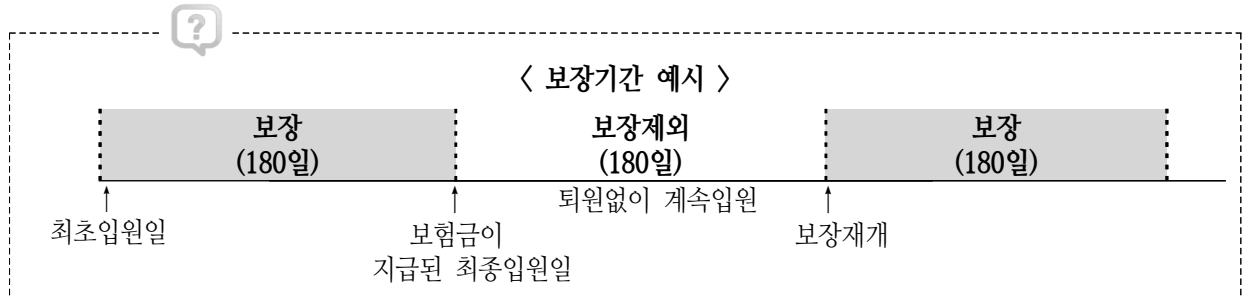 ?
〈 보장기간 예시 〉
보장 보장제외 보장
(180일) (180일) (180일)
퇴원없이 계속입원
최초입원일 보험금이 보장재개
지급된 최종입원일